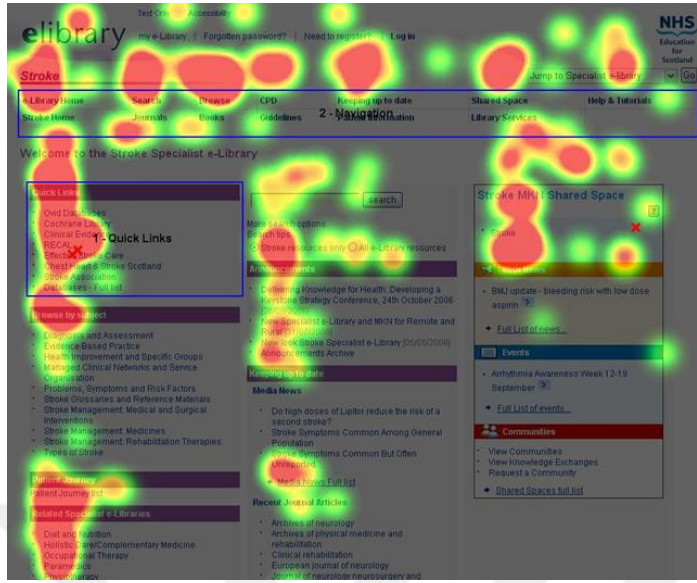 Text Only Accessibility
elibrary
my e-Library | Forgotten password? | Need to register? | Log in
NHS
Education
for
Scotland
Stroke
Jump to Specialist e-library
Go
e-Library Home Search Browse CPD Keeping up to date Shared Space Help & Tutorials
2 - Navigation
Stroke Home Journals Books Guidelines Patient Information Library Services
Welcome to the Stroke Specialist e-Library
Quick Links
Ovid Databases
Cochrane Library
Clinical Evidence
1 - Quick Links
RECAL
Effective Stroke Care
Chest Heart & Stroke Scotland
Stroke Association
Databases - Full list
Browse by subject
Diagnosis and Assessment
Evidence Based Practice
Health Improvement and Specific Groups
Managed Clinical Networks and Service
Organisation
Problems, Symptoms and Risk Factors
Stroke Glossaries and Reference Materials
Stroke Management: Medical and Surgical
Interventions
Stroke Management: Medicines
Stroke Management: Rehabilitation Therapies
Types of Stroke
Patient Journey
Patient Journey list
Related Specialist e-Libraries
Diet and Nutrition
Holistic Care/Complementary Medicine
Occupational Therapy
Paramedics
Physiotherapy
search
More search options
Search tips
Stroke resources only All e-Library resources
Announcements
Delivering Knowledge for Health: Developing a
Keystone Strategy Conference, 24th October 2006
New Specialist e-Library and MKN for Remote and
Rural
New look Stroke Specialist e-Library [05/05/2006]
Announcements Archive
Keeping up to date
Media News
Do high doses of Lipitor reduce the risk of a
second stroke?
Stroke Symptoms Common Among General
Population
Stroke Symptoms Common But Often
Unreported
Media News Full list
Recent Journal Articles
Archives of neurology
Archives of physical medicine and
rehabilitation
Clinical rehabilitation
European journal of neurology
Journal of neurology neurosurgery and
Stroke MKN Shared Space
?
Stroke
News
BMJ update - bleeding risk with low dose
aspirin
Full List of news...
Events
Arrhythmia Awareness Week 12-19
September
Full List of events...
Communities
View Communities
View Knowledge Exchanges
Request a Community
Shared Spaces full list